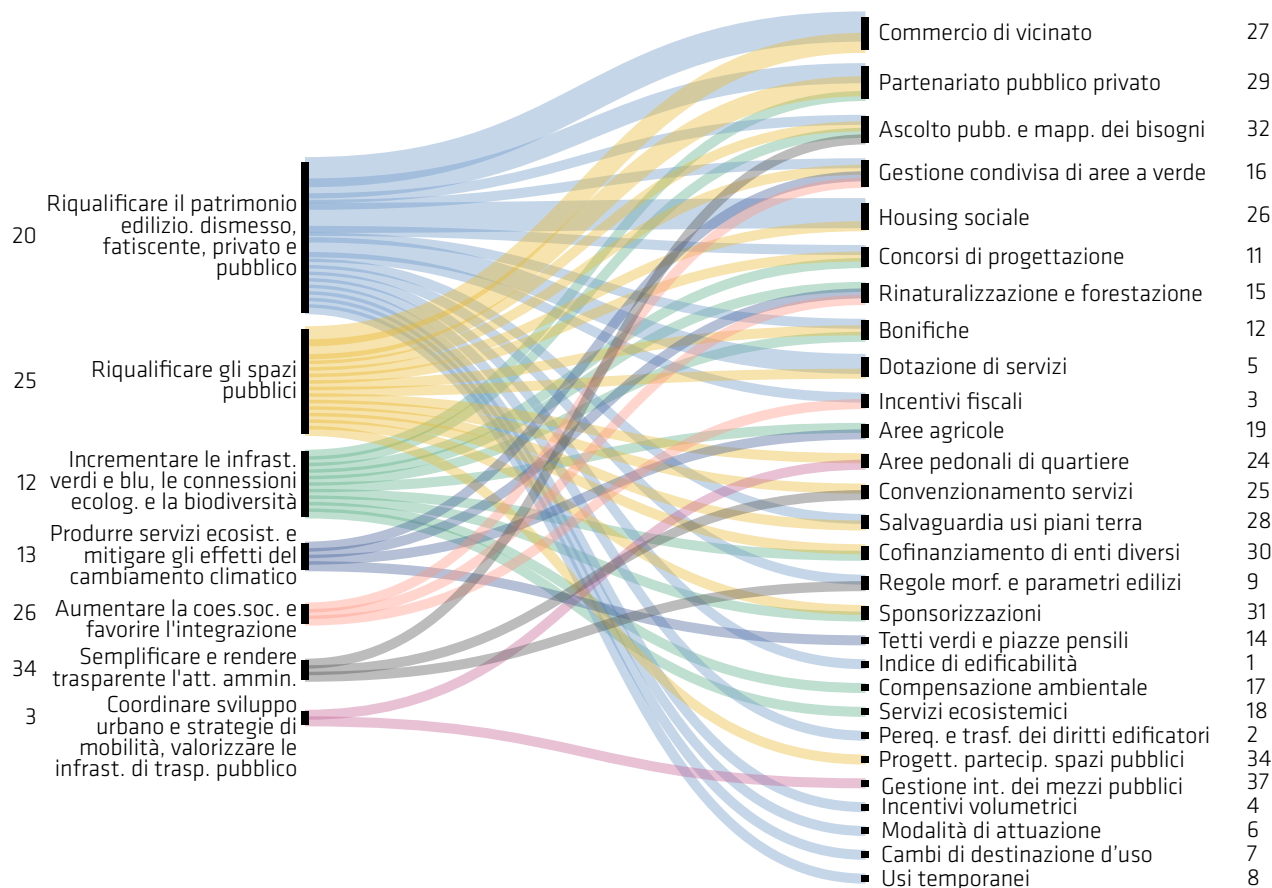 20
Riqualificare il patrimonio
edilizio. dismesso,
fatiscente, privato e
pubblico
25
Riqualificare gli spazi
pubblici
12
Incrementare le infrast.
verdi e blu, le connessioni
ecolog. e la biodiversità
13
Produrre servizi ecosist. e
mitigare gli effetti del
cambiamento climatico
26
Aumentare la coes.soc. e
favorire l'integrazione
34
Semplificare e rendere
trasparente l'att. ammin.
3
Coordinare sviluppo
urbano e strategie di
mobilità, valorizzare le
infrast. di trasp. pubblico
Commercio di vicinato 27
Partenariato pubblico privato 29
Ascolto pubb. e mapp. dei bisogni 32
Gestione condivisa di aree a verde 16
Housing sociale 26
Concorsi di progettazione 11
Rinaturalizzazione e forestazione 15
Bonifiche 12
Dotazione di servizi 5
Incentivi fiscali 3
Aree agricole 19
Aree pedonali di quartiere 24
Convenzionamento servizi 25
Salvaguardia usi piani terra 28
Cofinanziamento di enti diversi 30
Regole morf. e parametri edilizi 9
Sponsorizzazioni 31
Tetti verdi e piazze pensili 14
Indice di edificabilità 1
Compensazione ambientale 17
Servizi ecosistemici 18
Pereq. e trasf. dei diritti edificatori 2
Progett. partecip. spazi pubblici 34
Gestione int. dei mezzi pubblici 37
Incentivi volumetrici 4
Modalità di attuazione 6
Cambi di destinazione d'uso 7
Usi temporanei 8